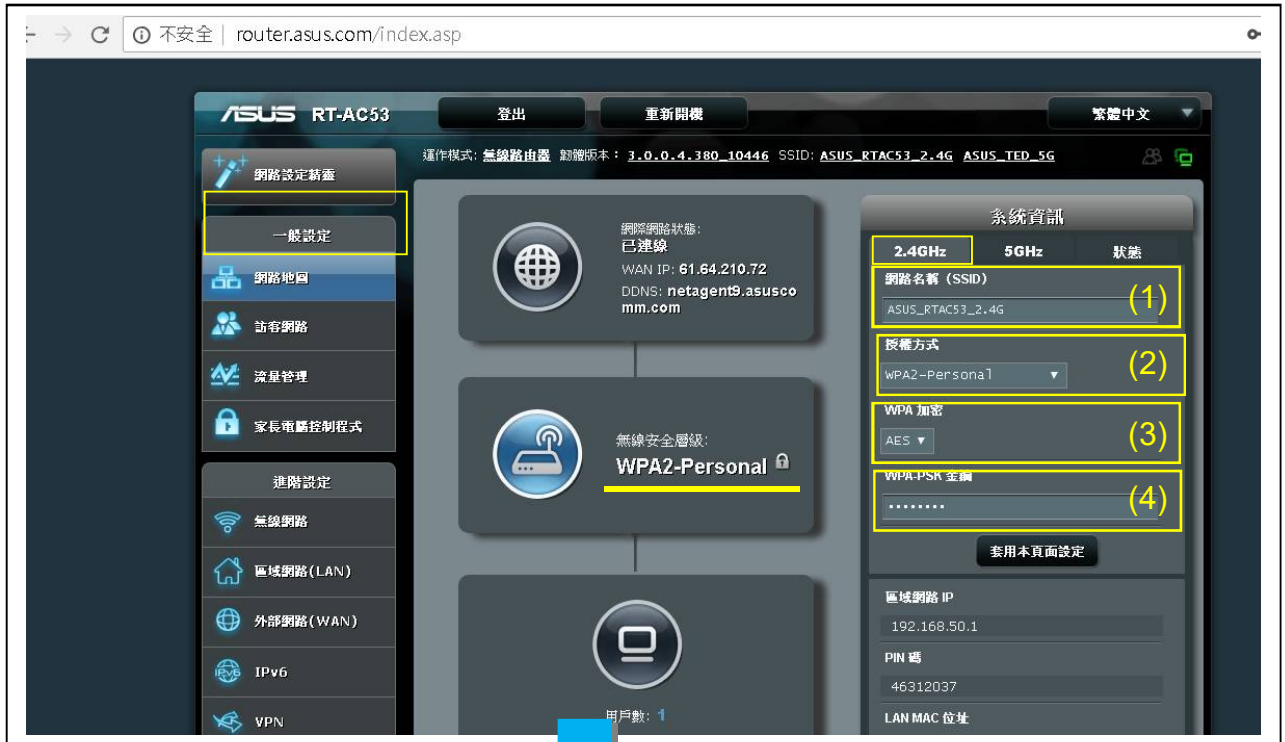 不安全 | router.asus.com/index.asp
ASUS RT-AC53
登出
重新開機
繁體中文
運作模式: 無線路由器 韌體版本: 3.0.0.4.380_10446 SSID: ASUS_RTAC53_2.4G ASUS_TED_5G
網路設定精靈
一般設定
網路地圖
訪客網路
流量管理
家長電腦控制程式
進階設定
無線網路
區域網路(LAN)
外部網路(WAN)
IPv6
VPN
網際網路狀態:
已連線
WAN IP: 61.64.210.72
DDNS: netagent9.asusco
mm.com
無線安全層級:
WPA2-Personal
用戶數: 1
系統資訊
2.4GHz 5GHz 狀態
網路名稱 (SSID)
ASUS_RTAC53_2.4G
(1)
授權方式
WPA2-Personal
(2)
WPA 加密
AES
(3)
WPA-PSK 金鑰
········
(4)
套用本頁面設定
區域網路 IP
192.168.50.1
PIN 碼
46312037
LAN MAC 位址